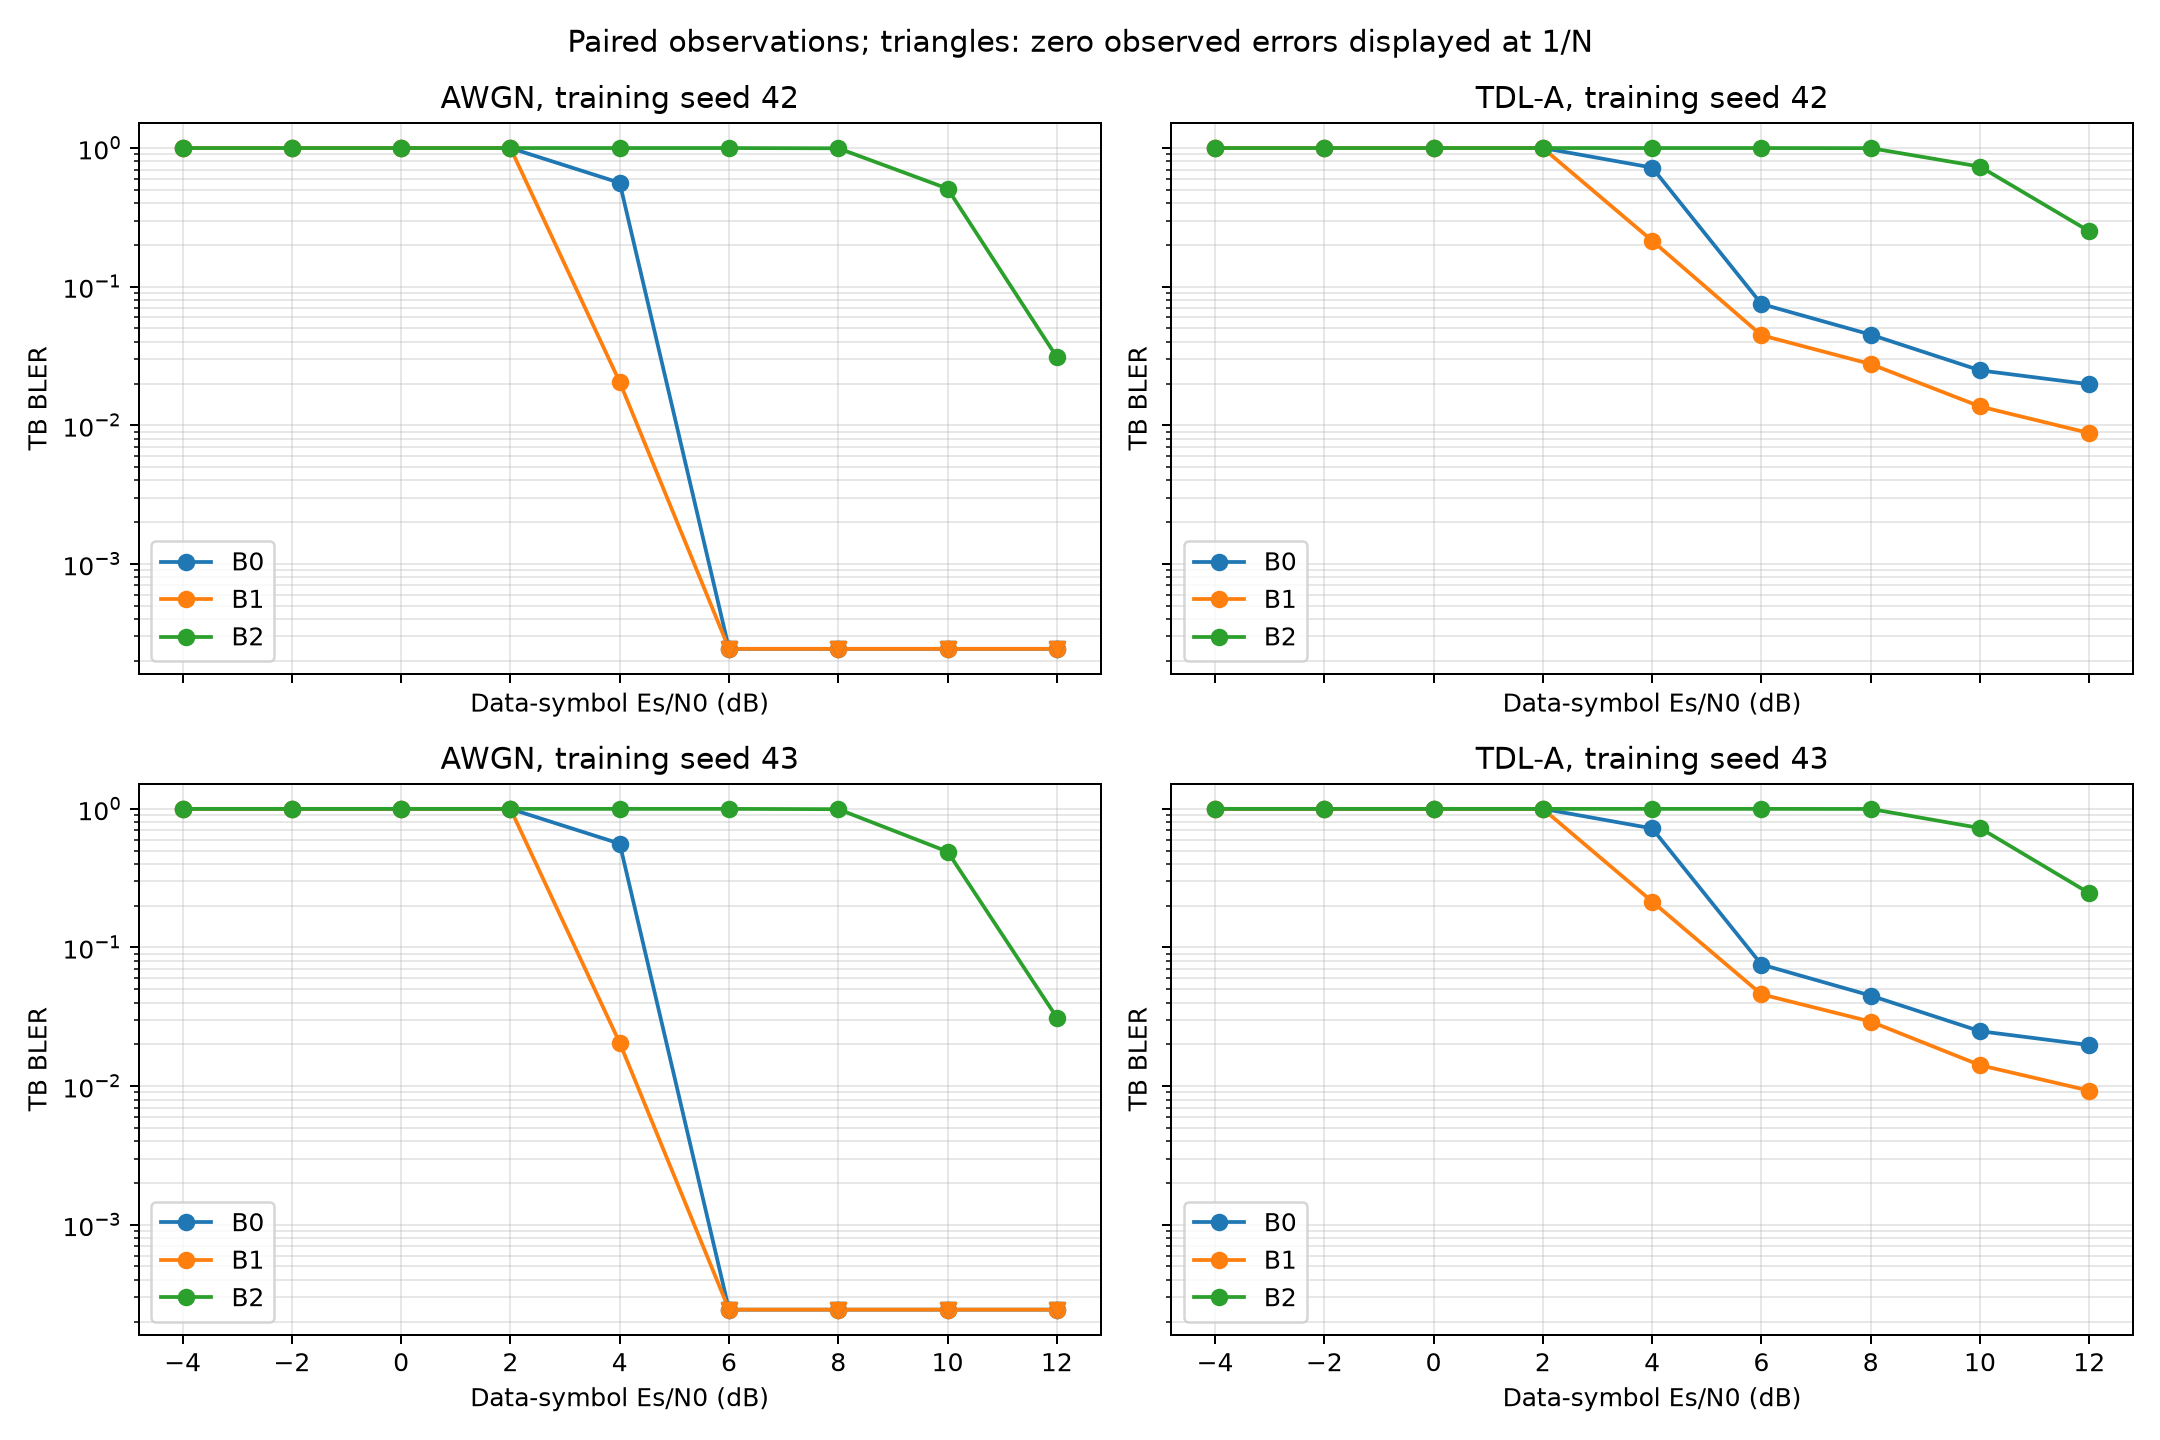 Paired observations; triangles: zero observed errors displayed at 1/N
AWGN, training seed 42
TB BLER
10⁰
10⁻¹
10⁻²
10⁻³
B0
B1
B2
Data-symbol Es/N0 (dB)
TDL-A, training seed 42
TB BLER
B0
B1
B2
Data-symbol Es/N0 (dB)
AWGN, training seed 43
TB BLER
10⁰
10⁻¹
10⁻²
10⁻³
B0
B1
B2
−4 −2 0 2 4 6 8 10 12
Data-symbol Es/N0 (dB)
TDL-A, training seed 43
TB BLER
B0
B1
B2
−4 −2 0 2 4 6 8 10 12
Data-symbol Es/N0 (dB)